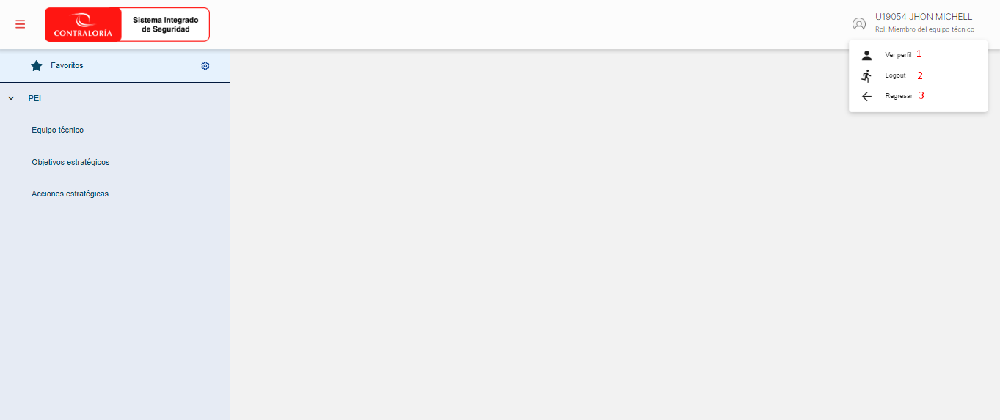 CONTRALORÍA
Sistema Integrado
de Seguridad
U19054 JHON MICHELL
Rol: Miembro del equipo técnico
Ver perfil 1
Logout 2
Regresar 3
Favoritos
PEI
Equipo técnico
Objetivos estratégicos
Acciones estratégicas